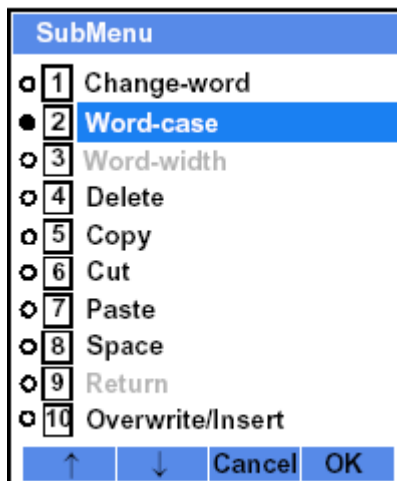 SubMenu
1 Change-word
2 Word-case
3 Word-width
4 Delete
5 Copy
6 Cut
7 Paste
8 Space
9 Return
10 Overwrite/Insert
↑ ↓ Cancel OK